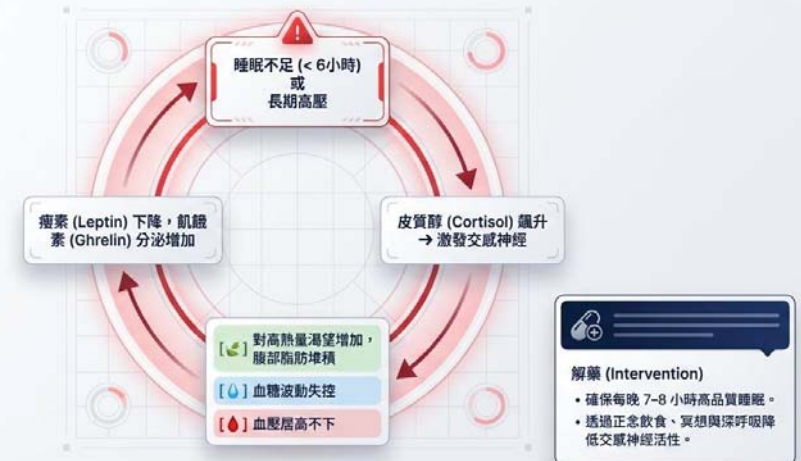 睡眠不足 (< 6小時)
或
長期高壓
瘦素 (Leptin) 下降，飢餓
素 (Ghrelin) 分泌增加
皮質醇 (Cortisol) 飆升
→ 激發交感神經
對高熱量渴望增加，
腹部脂肪堆積
血糖波動失控
血壓居高不下
解藥 (Intervention)
• 確保每晚 7–8 小時高品質睡眠。
• 透過正念飲食、冥想與深呼吸降
低交感神經活性。